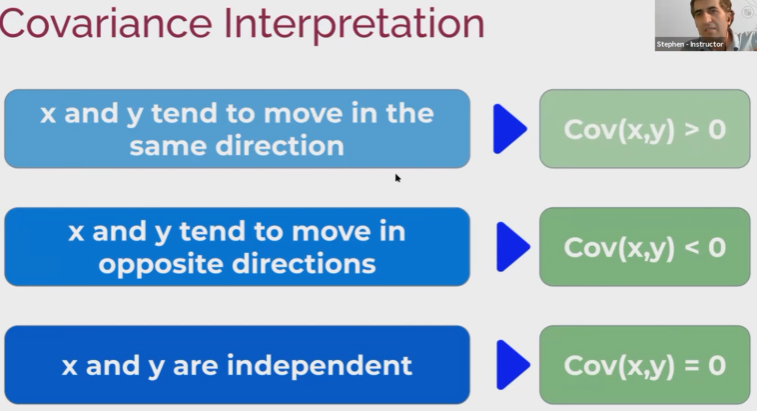 Covariance Interpretation
Stephen - Instructor
x and y tend to move in the
same direction
Cov(x,y) > 0
x and y tend to move in
opposite directions
Cov(x,y) < 0
x and y are independent
Cov(x,y) = 0